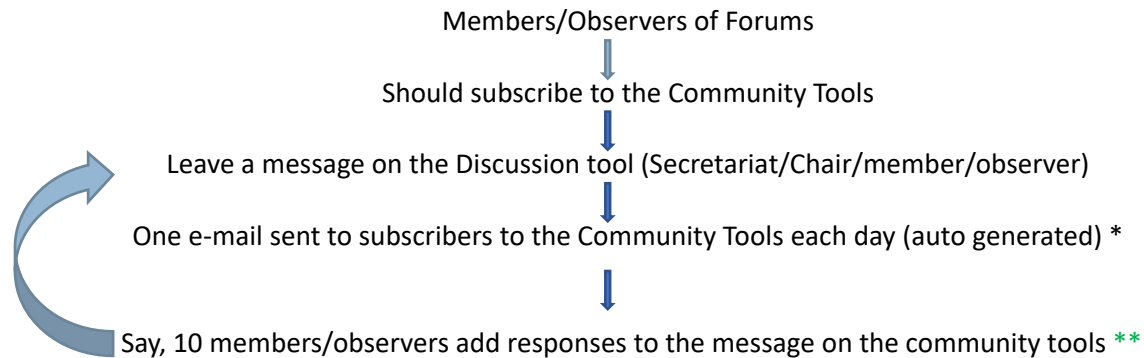 Members/Observers of Forums
Should subscribe to the Community Tools
Leave a message on the Discussion tool (Secretariat/Chair/member/observer)
One e-mail sent to subscribers to the Community Tools each day (auto generated) *
Say, 10 members/observers add responses to the message on the community tools **